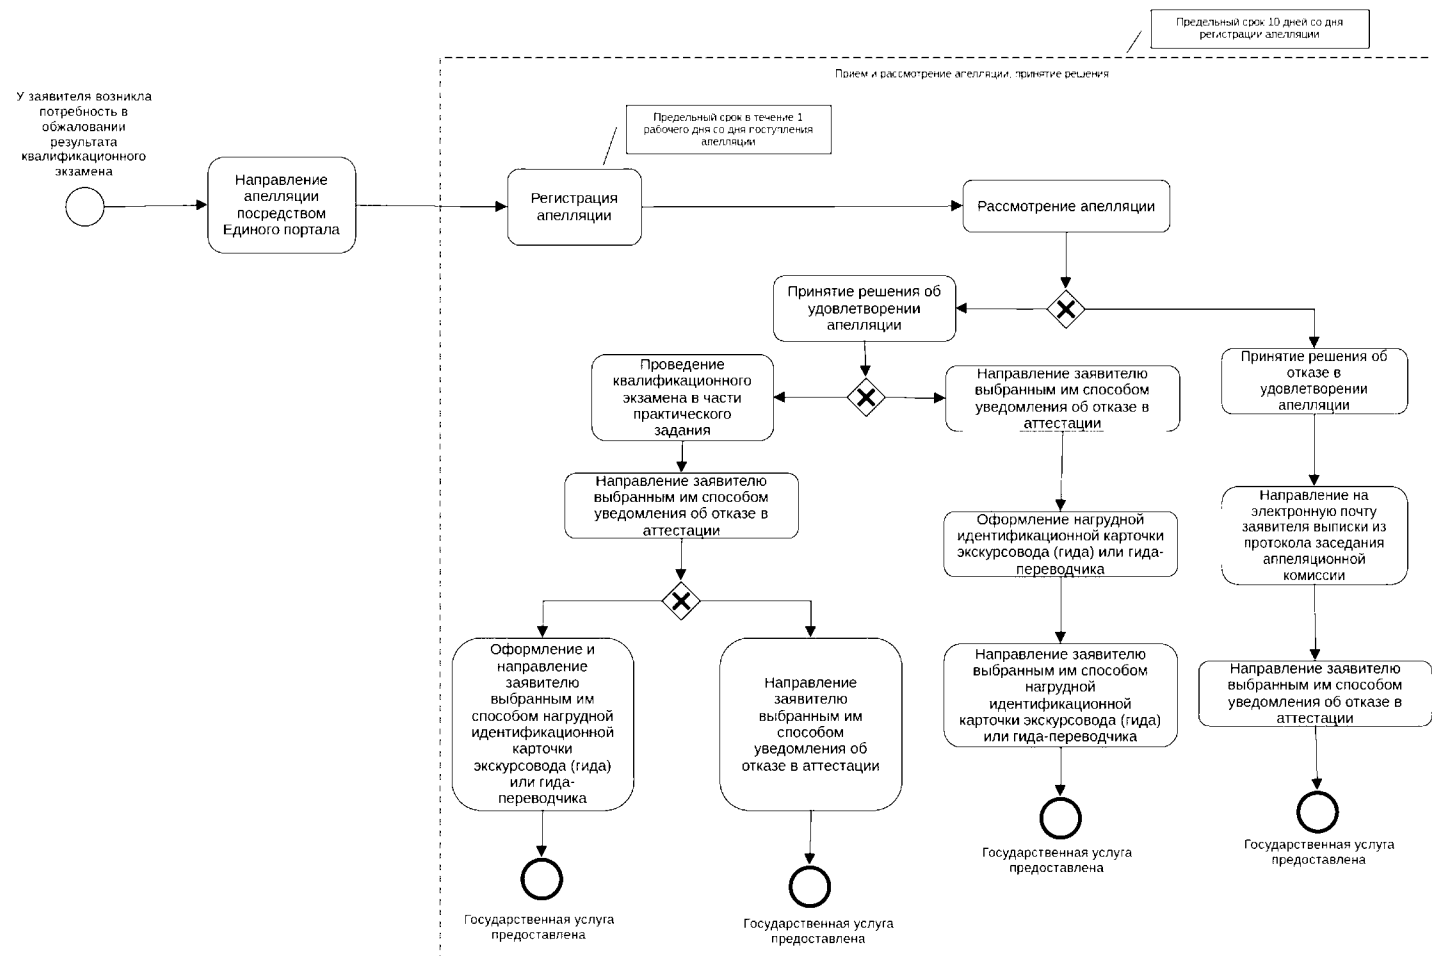 Предельный срок 10 дней со дня
регистрации апелляции
Прием и рассмотрение апелляции, принятие решения
У заявителя возникла
потребность в
обжаловании
результата
квалификационного
экзамена
Предельный срок в течение 1
рабочего дня со дня поступления
апелляции
Направление
апелляции
посредством
Единого портала
Регистрация
апелляции
Рассмотрение апелляции
Принятие решения об
удовлетворении
апелляции
Принятие решения об
отказе в
удовлетворении
апелляции
Проведение
квалификационного
экзамена в части
практического
задания
Направление заявителю
выбранным им способом
уведомления об отказе в
аттестации
Направление заявителю
выбранным им способом
уведомления об отказе в
аттестации
Оформление нагрудной
идентификационной карточки
экскурсовода (гида) или гида-
переводчика
Направление на
электронную почту
заявителя выписки из
протокола заседания
аппеляционной
комиссии
Оформление и
направление
заявителю
выбранным им
способом нагрудной
идентификационной
карточки
экскурсовода (гида)
или гида-
переводчика
Направление
заявителю
выбранным им
способом
уведомления об
отказе в аттестации
Направление заявителю
выбранным им способом
нагрудной
идентификационной
карточки экскурсовода (гида)
или гида-переводчика
Направление заявителю
выбранным им способом
уведомления об отказе в
аттестации
Государственная услуга
предоставлена
Государственная услуга
предоставлена
Государственная услуга
предоставлена
Государственная услуга
предоставлена